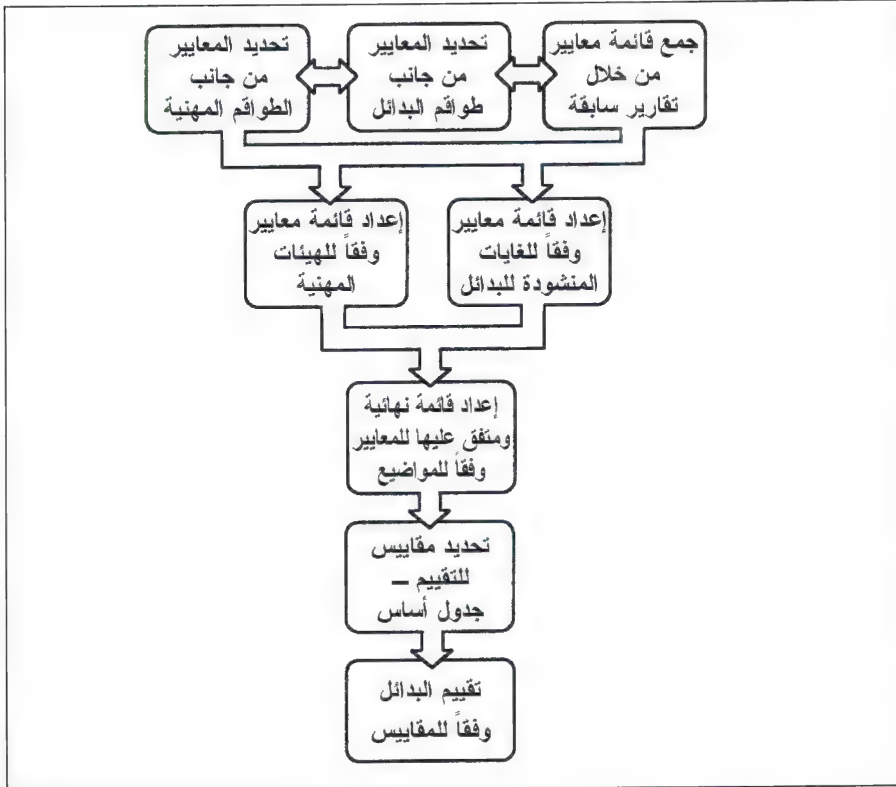 جمع قائمة معايير
من خلال
تقارير سابقة
تحديد المعايير
من جانب
طواقم البدائل
تحديد المعايير
من جانب
الطواقم المهنية
إعداد قائمة معايير
وفقاً للغايات
المنشودة للبدائل
إعداد قائمة معايير
وفقاً للهيئات
المهنية
إعداد قائمة نهائية
ومتفق عليها للمعايير
وفقاً للمواضيع
تحديد مقاييس
للتقييم –
جدول أساس
تقييم البدائل
وفقاً للمقاييس